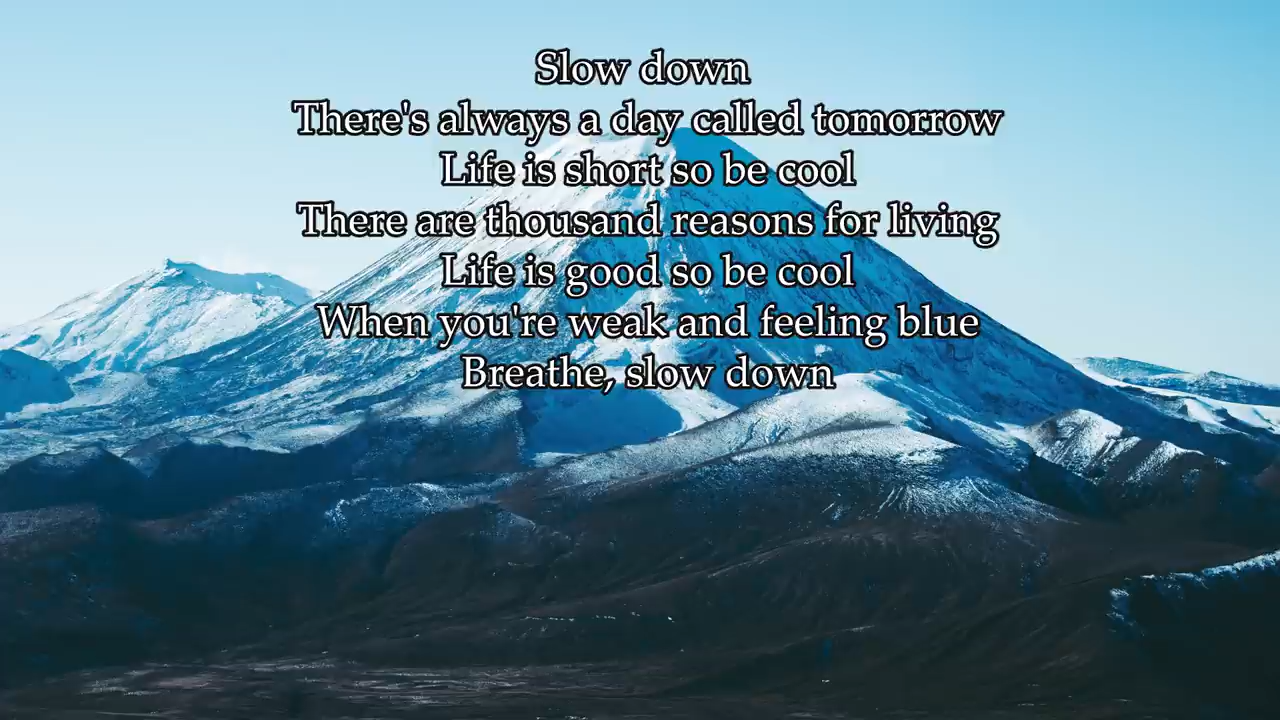 Slow down
There's always a day called tomorrow
Life is short so be cool
There are thousand reasons for living
Life is good so be cool
When you're weak and feeling blue
Breathe, slow down